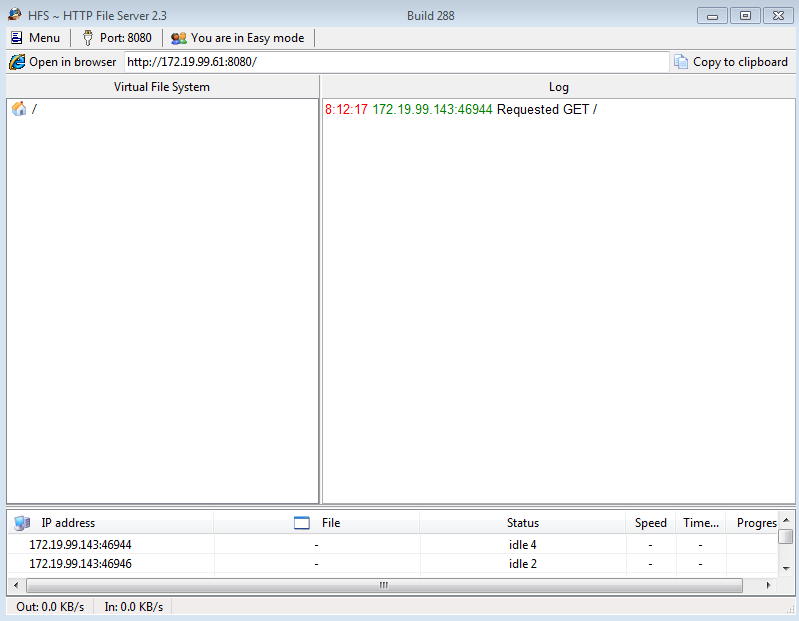 HFS ~ HTTP File Server 2.3 Build 288
Menu Port: 8080 You are in Easy mode
Open in browser http://172.19.99.61:8080/ Copy to clipboard
Virtual File System Log
/ 8:12:17 172.19.99.143:46944 Requested GET /
IP address File Status Speed Time... Progres
172.19.99.143:46944 - idle 4 - -
172.19.99.143:46946 - idle 2 - -
Out: 0.0 KB/s In: 0.0 KB/s